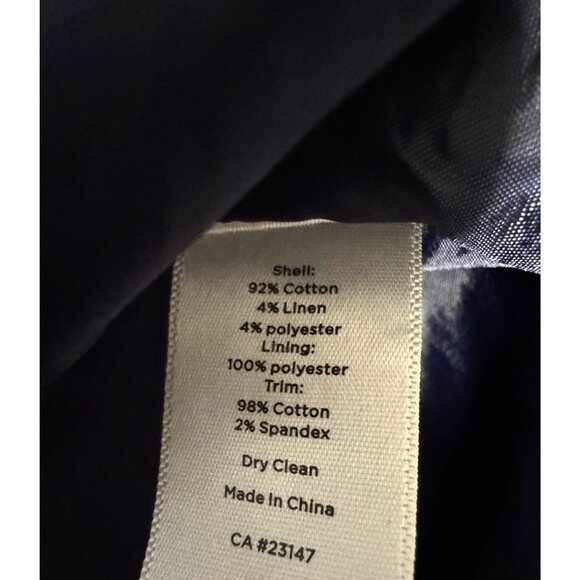 Shell:
92% Cotton
4% Linen
4% polyester
Lining:
100% polyester
Trim:
98% Cotton
2% Spandex
Dry Clean
Made in China
CA #23147